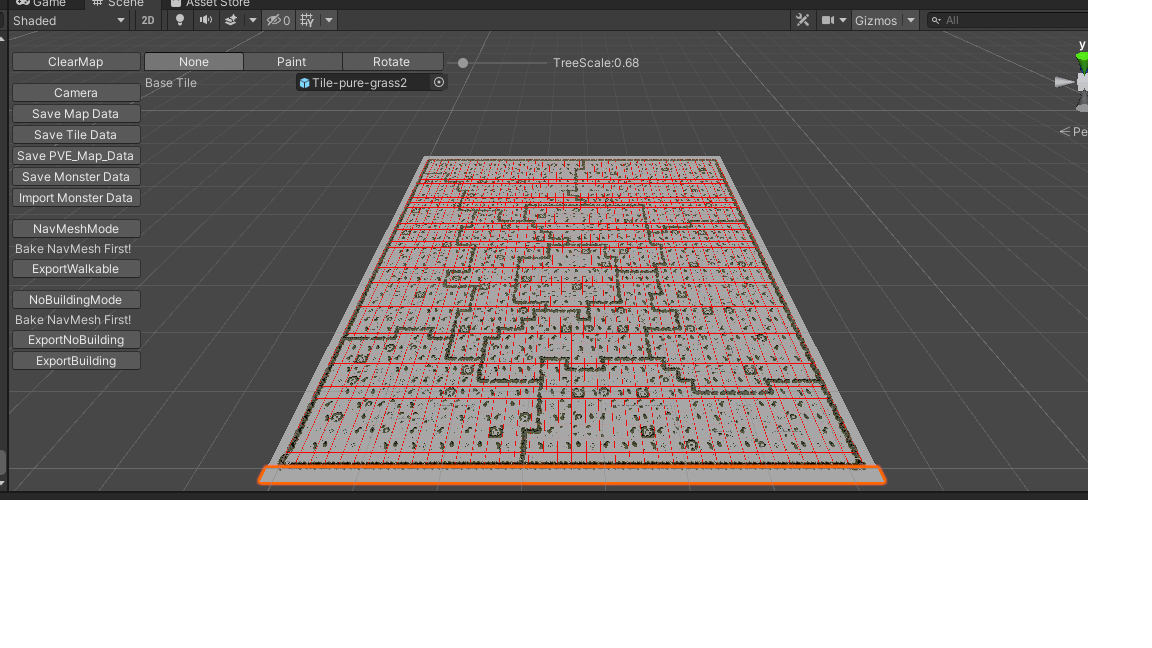 Game Scene Asset Store
Shaded 2D 0 Gizmos All
ClearMap None Paint Rotate TreeScale:0.68
Base Tile Tile-pure-grass2
Camera
Save Map Data
Save Tile Data
Save PVE_Map_Data
Save Monster Data
Import Monster Data
NavMeshMode
Bake NavMesh First!
ExportWalkable
NoBuildingMode
Bake NavMesh First!
ExportNoBuilding
ExportBuilding
y
Pe